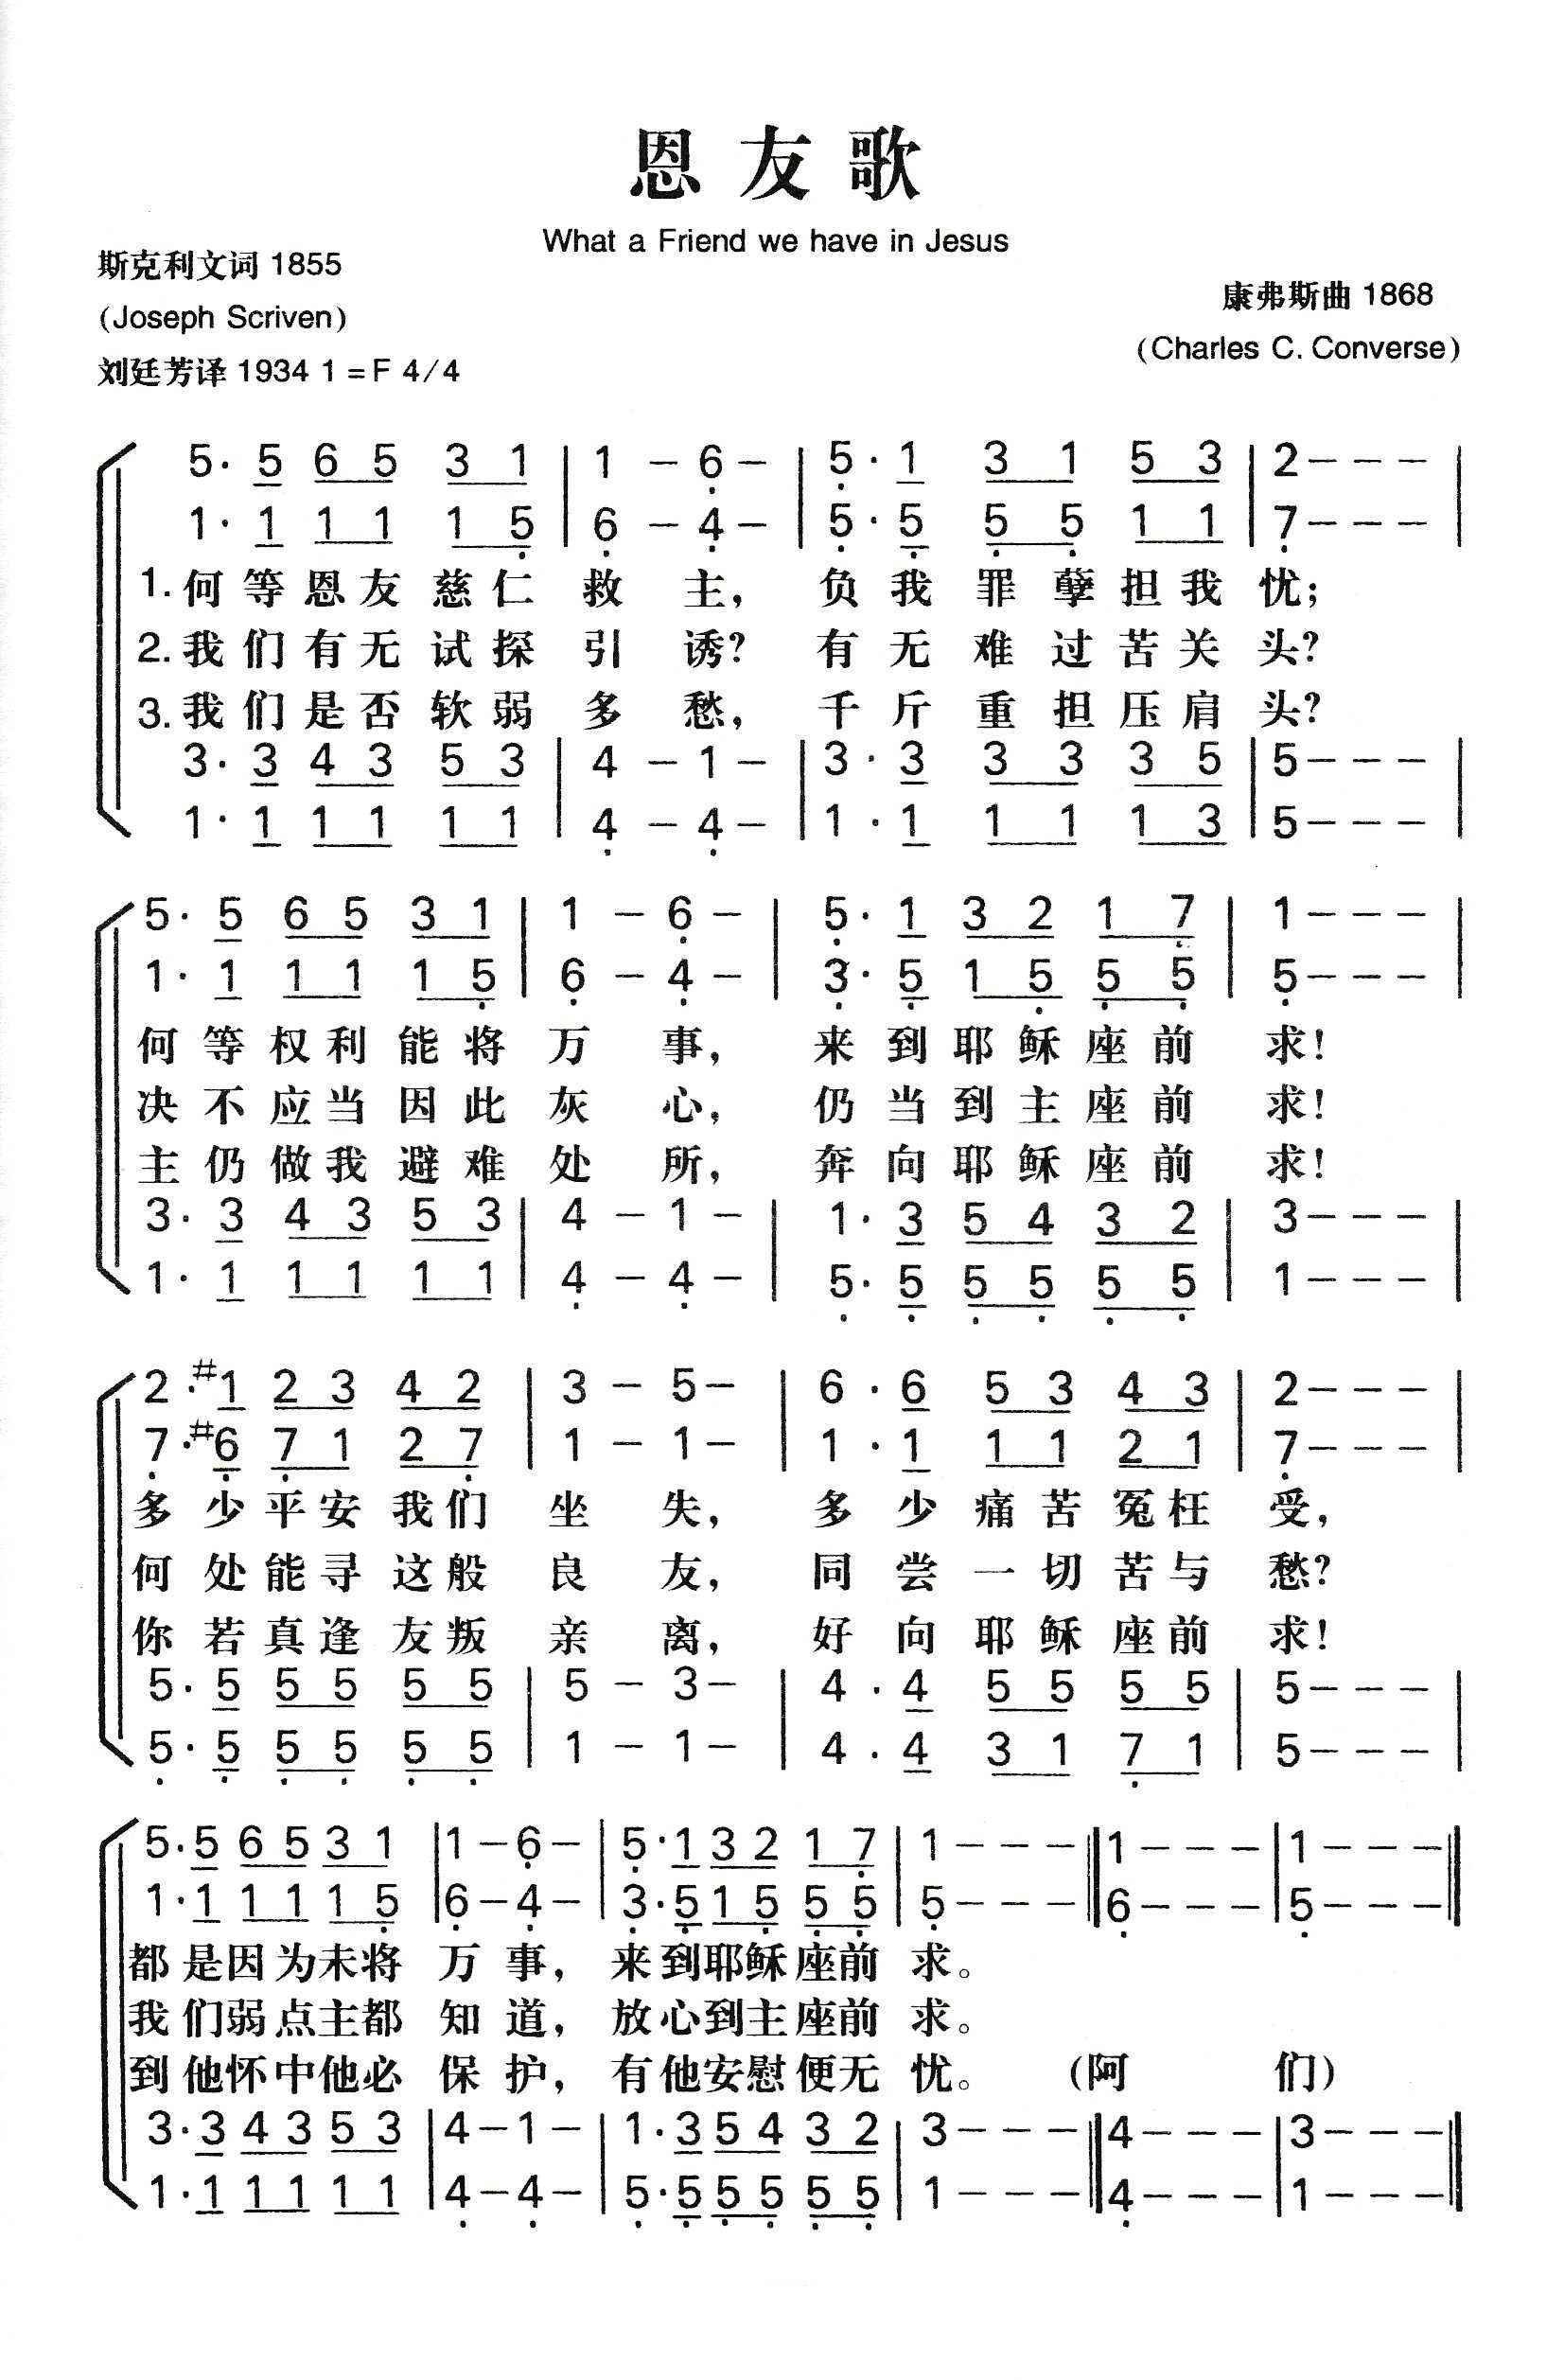 恩友歌
What a Friend we have in Jesus
斯克利文词 1855
(Joseph Scriven)
刘廷芳译 1934 1=F 4/4
康弗斯曲 1868
(Charles C. Converse)
5· 5 6 5 3 1 | 1 – 6 – | 5 · 1 3 1 5 3 | 2 – – – |
1· 1 1 1 1 5 | 6 – 4 – | 5 · 5 5 5 1 1 | 7 – – – |
1. 何等恩友慈仁救主，负我罪孽担我忧；
2. 我们有无试探引诱？有无难过苦关头？
3. 我们是否软弱多愁，千斤重担压肩头？
3· 3 4 3 5 3 | 4 – 1 – | 3 · 3 3 3 3 5 | 5 – – – |
1· 1 1 1 1 1 | 4 – 4 – | 1 · 1 1 1 1 3 | 5 – – – |
5· 5 6 5 3 1 | 1 – 6 – | 5· 1 3 2 1 7 | 1 – – – |
1· 1 1 1 1 5 | 6 – 4 – | 3· 5 1 5 5 5 | 5 – – – |
何等权利能将万事，来到耶稣座前求！
决不应当因此灰心，仍当到主座前求！
主仍做我避难处所，奔向耶稣座前求！
3· 3 4 3 5 3 | 4 – 1 – | 1· 3 5 4 3 2 | 3 – – – |
1· 1 1 1 1 1 | 4 – 4 – | 5· 5 5 5 5 5 | 1 – – – |
2·#1 2 3 4 2 | 3 – 5 – | 6 · 6 5 3 4 3 | 2 – – – |
7·#6 7 1 2 7 | 1 – 1 – | 1 · 1 1 1 2 1 | 7 – – – |
多少平安我们坐失，多少痛苦冤枉受，
何处能寻这般良友，同尝一切苦与愁？
你若真逢友叛亲离，好向耶稣座前求！
5· 5 5 5 5 5 | 5 – 3 – | 4 · 4 5 5 5 5 | 5 – – – |
5· 5 5 5 5 5 | 1 – 1 – | 4 · 4 3 1 7 1 | 5 – – – |
5·5 6 5 3 1 | 1 – 6 – | 5·1 3 2 1 7 | 1 – – – ‖ 1 – – – | 1 – – – ‖
1·1 1 1 1 5 | 6 – 4 – | 3·5 1 5 5 5 | 5 – – – ‖ 6 – – – | 5 – – – ‖
都是因为未将万事，来到耶稣座前求。
我们弱点主都知道，放心到主座前求。
到他怀中他必保护，有他安慰便无忧。（阿们）
3·3 4 3 5 3 | 4 – 1 – | 1·3 5 4 3 2 | 3 – – – ‖ 4 – – – | 3 – – – ‖
1·1 1 1 1 1 | 4 – 4 – | 5·5 5 5 5 5 | 1 – – – ‖ 4 – – – | 1 – – – ‖